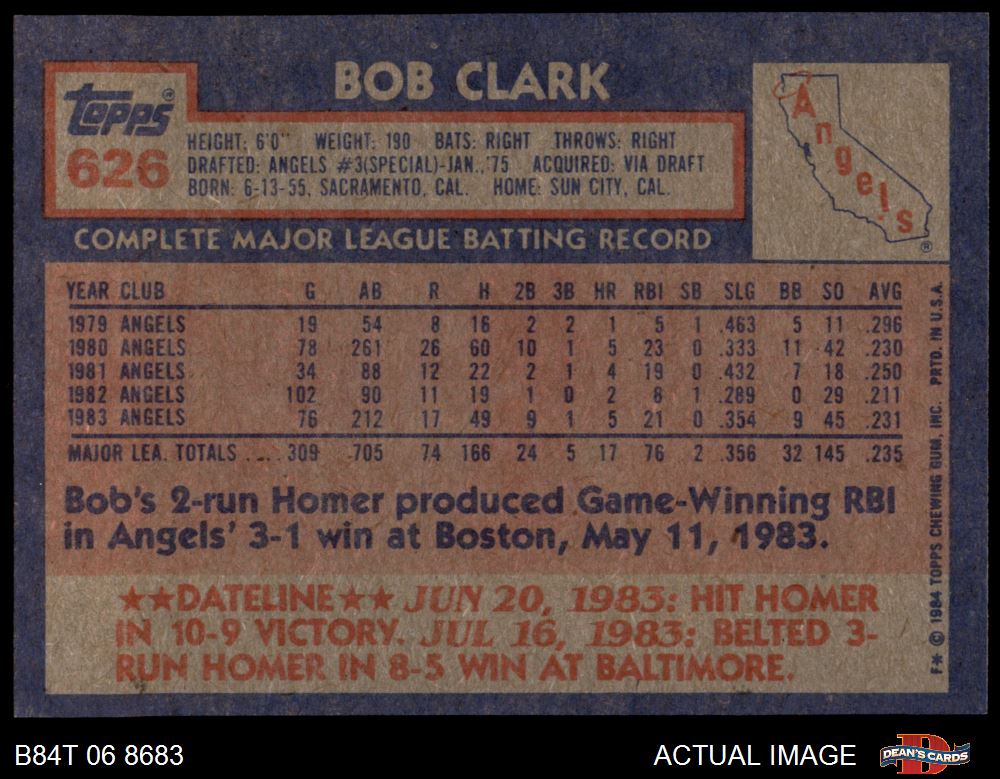 BOB CLARK
topps®
626
HEIGHT: 6'0" WEIGHT: 190 BATS: RIGHT THROWS: RIGHT
DRAFTED: ANGELS #3(SPECIAL)-JAN., '75 ACQUIRED: VIA DRAFT
BORN: 6-13-55, SACRAMENTO, CAL. HOME: SUN CITY, CAL.
Angels
®
COMPLETE MAJOR LEAGUE BATTING RECORD
YEAR CLUB G AB R H 2B 3B HR RBI SB SLG BB SO AVG
1979 ANGELS 19 54 8 16 2 2 1 5 1 .463 5 11 .296
1980 ANGELS 78 261 26 60 10 1 5 23 0 .333 11 42 .230
1981 ANGELS 34 88 12 22 2 1 4 19 0 .432 7 18 .250
1982 ANGELS 102 90 11 19 1 0 2 8 1 .289 0 29 .211
1983 ANGELS 76 212 17 49 9 1 5 21 0 .354 9 45 .231
MAJOR LEA. TOTALS .... 309 705 74 166 24 5 17 76 2 .356 32 145 .235
Bob's 2-run Homer produced Game-Winning RBI
in Angels' 3-1 win at Boston, May 11, 1983.
★★DATELINE★★ JUN 20, 1983: HIT HOMER
IN 10-9 VICTORY. JUL 16, 1983: BELTED 3-
RUN HOMER IN 8-5 WIN AT BALTIMORE.
F* © 1984 TOPPS CHEWING GUM, INC. PRTD. IN U.S.A.
B84T 06 8683
ACTUAL IMAGE
DEAN'S CARDS